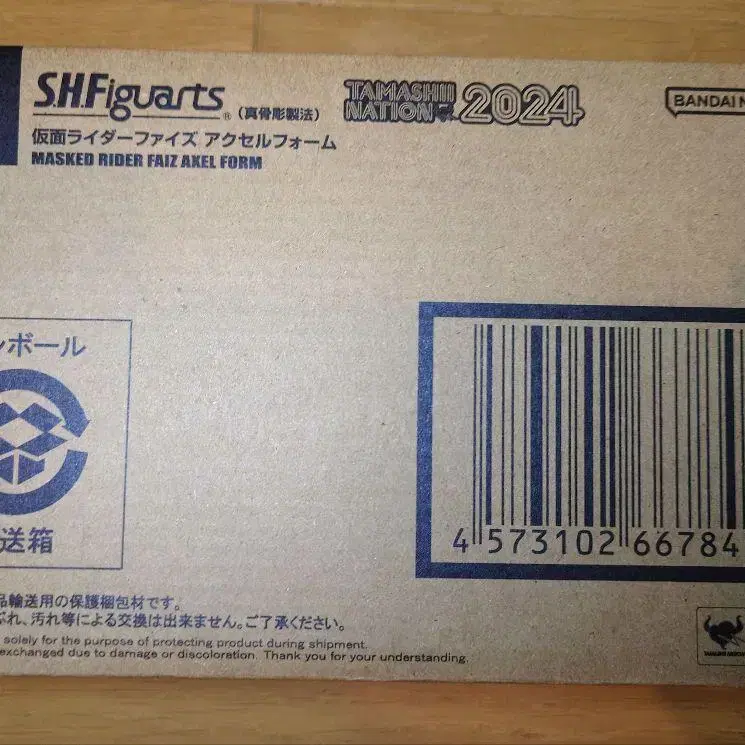 S.H.Figuarts® (真骨彫製法)
TAMASHII NATION 2024
BANDAI
仮面ライダーファイズ アクセルフォーム
MASKED RIDER FAIZ AXEL FORM
ボール
送箱
4 573102 66784
品輸送用の保護梱包材です。
ぶれ、汚れ等による交換は出来ません。ご了承ください。
solely for the purpose of protecting product during shipment.
exchanged due to damage or discoloration. Thank you for your understanding.
TAMASHII NATIONS